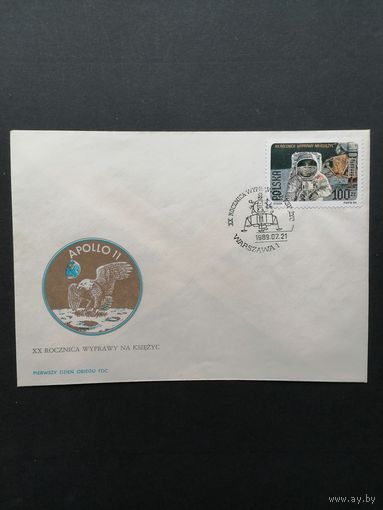 XX ROCZNICA WYPRAWY NA KSIĘŻYC
POLSKA
100 zł
XX ROCZNICA WYPRAWY NA KSIĘŻYC
1989.07.21
WARSZAWA 1
APOLLO 11
XX ROCZNICA WYPRAWY NA KSIĘŻYC
PIERWSZY DZIEŃ OBIEGU FDC
www.ay.by